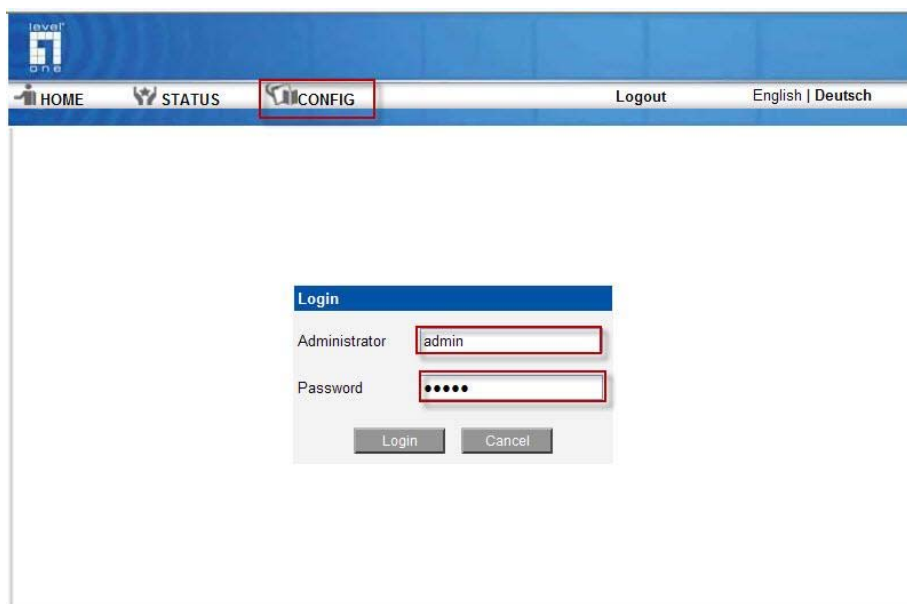 level
one
HOME STATUS CONFIG Logout English | Deutsch
Login
Administrator admin
Password •••••
Login Cancel